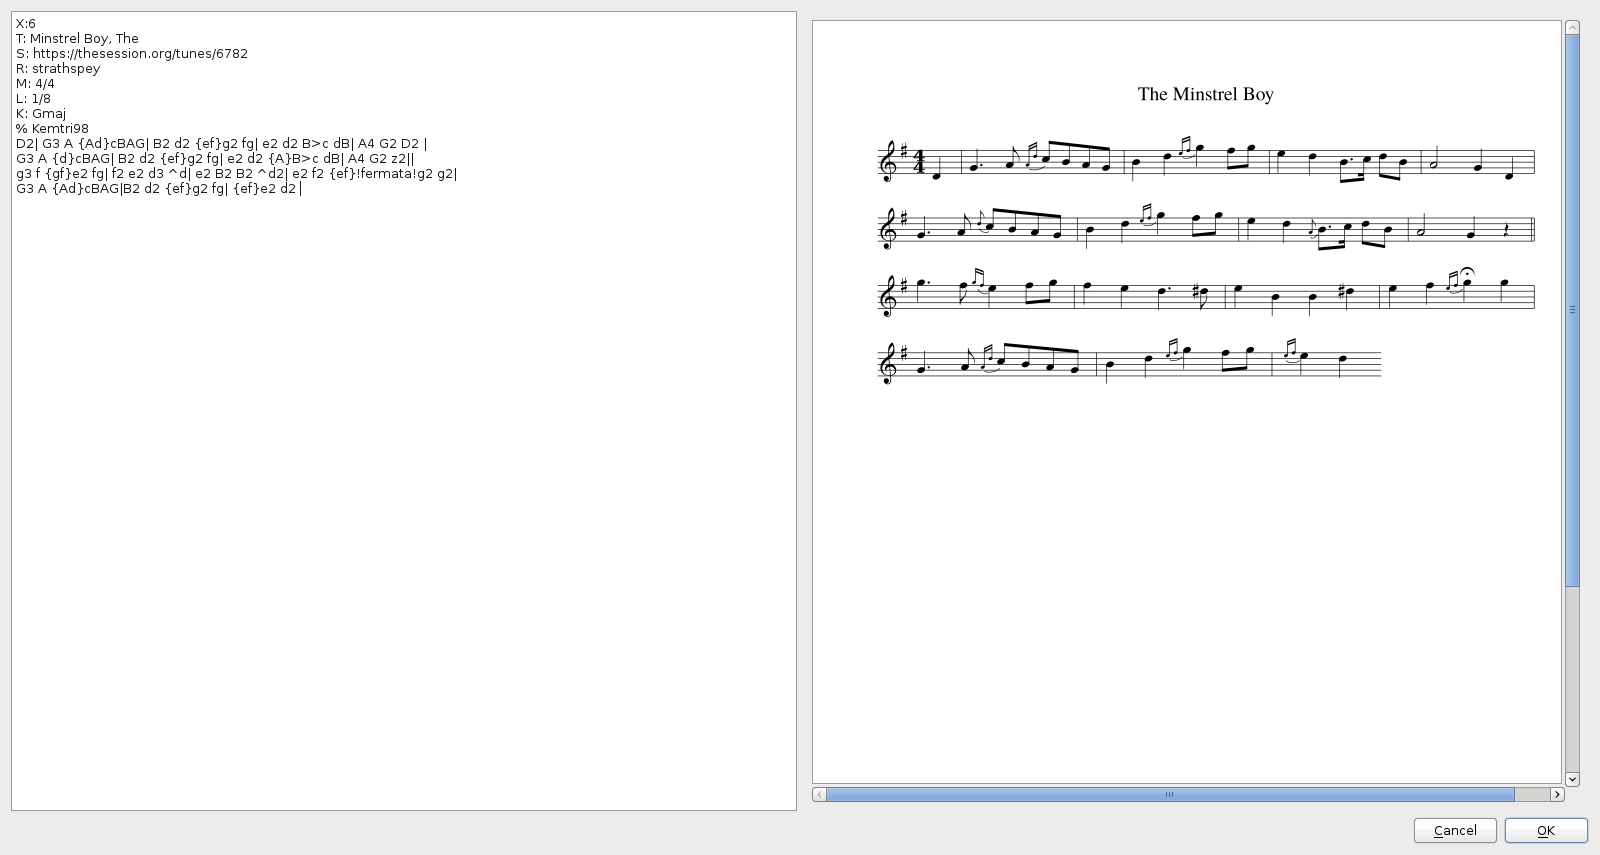 X:6
T: Minstrel Boy, The
S: https://thesession.org/tunes/6782
R: strathspey
M: 4/4
L: 1/8
K: Gmaj
% Kemtri98
D2| G3 A {Ad}cBAG| B2 d2 {ef}g2 fg| e2 d2 B>c dB| A4 G2 D2 |
G3 A {d}cBAG| B2 d2 {ef}g2 fg| e2 d2 {A}B>c dB| A4 G2 z2||
g3 f {gf}e2 fg| f2 e2 d3 ^d| e2 B2 B2 ^d2| e2 f2 {ef}!fermata!g2 g2|
G3 A {Ad}cBAG|B2 d2 {ef}g2 fg| {ef}e2 d2
The Minstrel Boy
4
4
Cancel
OK